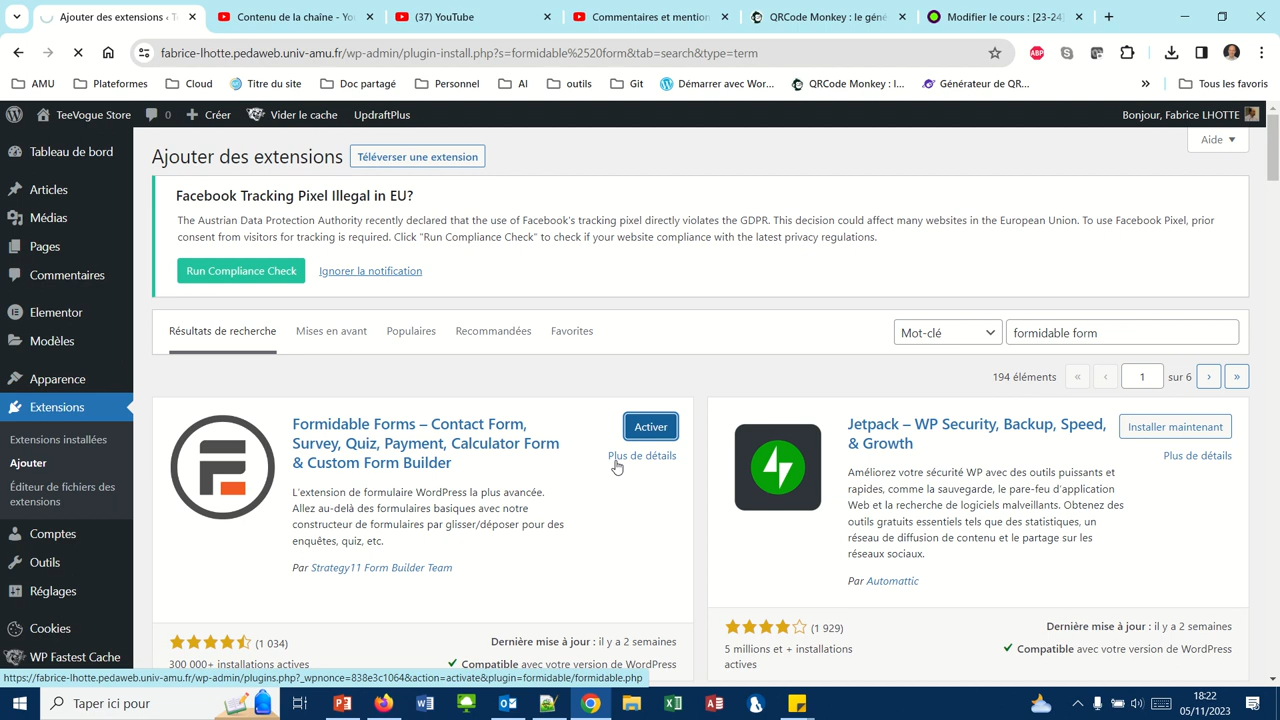 Ajouter des extensions ‹ T
Contenu de la chaîne - Yo
(37) YouTube
Commentaires et mention
QRCode Monkey : le géné
Modifier le cours : [23-24]
fabrice-lhotte.pedaweb.univ-amu.fr/wp-admin/plugin-install.php?s=formidable%2520form&tab=search&type=term
AMU
Plateformes
Cloud
Titre du site
Doc partagé
Personnel
AI
outils
Git
Démarrer avec Wor...
QRCode Monkey : l...
Générateur de QR...
»
Tous les favoris
TeeVogue Store
0
+ Créer
Vider le cache
UpdraftPlus
Bonjour, Fabrice LHOTTE
Tableau de bord
Articles
Médias
Pages
Commentaires
Elementor
Modèles
Apparence
Extensions
Extensions installées
Ajouter
Éditeur de fichiers des
extensions
Comptes
Outils
Réglages
Cookies
WP Fastest Cache
Ajouter des extensions
Téléverser une extension
Aide
Facebook Tracking Pixel Illegal in EU?
The Austrian Data Protection Authority recently declared that the use of Facebook's tracking pixel directly violates the GDPR. This decision could affect many websites in the European Union. To use Facebook Pixel, prior
consent from visitors for tracking is required. Click "Run Compliance Check" to check if your website compliance with the latest privacy regulations.
Run Compliance Check
Ignorer la notification
Résultats de recherche
Mises en avant
Populaires
Recommandées
Favorites
Mot-clé
formidable form
194 éléments
«
‹
1
sur 6
›
»
Formidable Forms – Contact Form,
Survey, Quiz, Payment, Calculator Form
& Custom Form Builder
Activer
Plus de détails
L'extension de formulaire WordPress la plus avancée.
Allez au-delà des formulaires basiques avec notre
constructeur de formulaires par glisser/déposer pour des
enquêtes, quiz, etc.
Par Strategy11 Form Builder Team
(1 034)
300 000+ installations actives
Dernière mise à jour : il y a 2 semaines
Compatible avec votre version de WordPress
Jetpack – WP Security, Backup, Speed,
& Growth
Installer maintenant
Plus de détails
Améliorez votre sécurité WP avec des outils puissants et
rapides, comme la sauvegarde, le pare-feu d'application
Web et la recherche de logiciels malveillants. Obtenez des
outils gratuits essentiels tels que des statistiques, un
réseau de diffusion de contenu et le partage sur les
réseaux sociaux.
Par Automattic
(1 929)
5 millions et + installations
actives
Dernière mise à jour : il y a 2 semaines
Compatible avec votre version de WordPress
https://fabrice-lhotte.pedaweb.univ-amu.fr/wp-admin/plugins.php?_wpnonce=838e3c1064&action=activate&plugin=formidable/formidable.php
Taper ici pour
18:22
05/11/2023